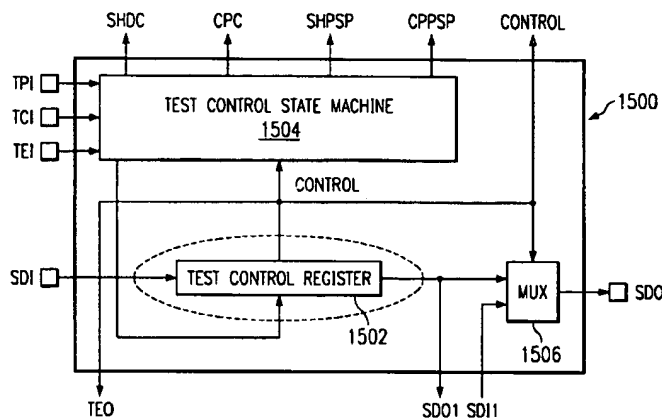 SHDC CPC SHPSP CPPSP CONTROL
TPI
TCI
TEI
TEST CONTROL STATE MACHINE
1504
1500
CONTROL
SDI
TEST CONTROL REGISTER
1502
MUX
1506
SDO
TEO
SDO1 SDI1